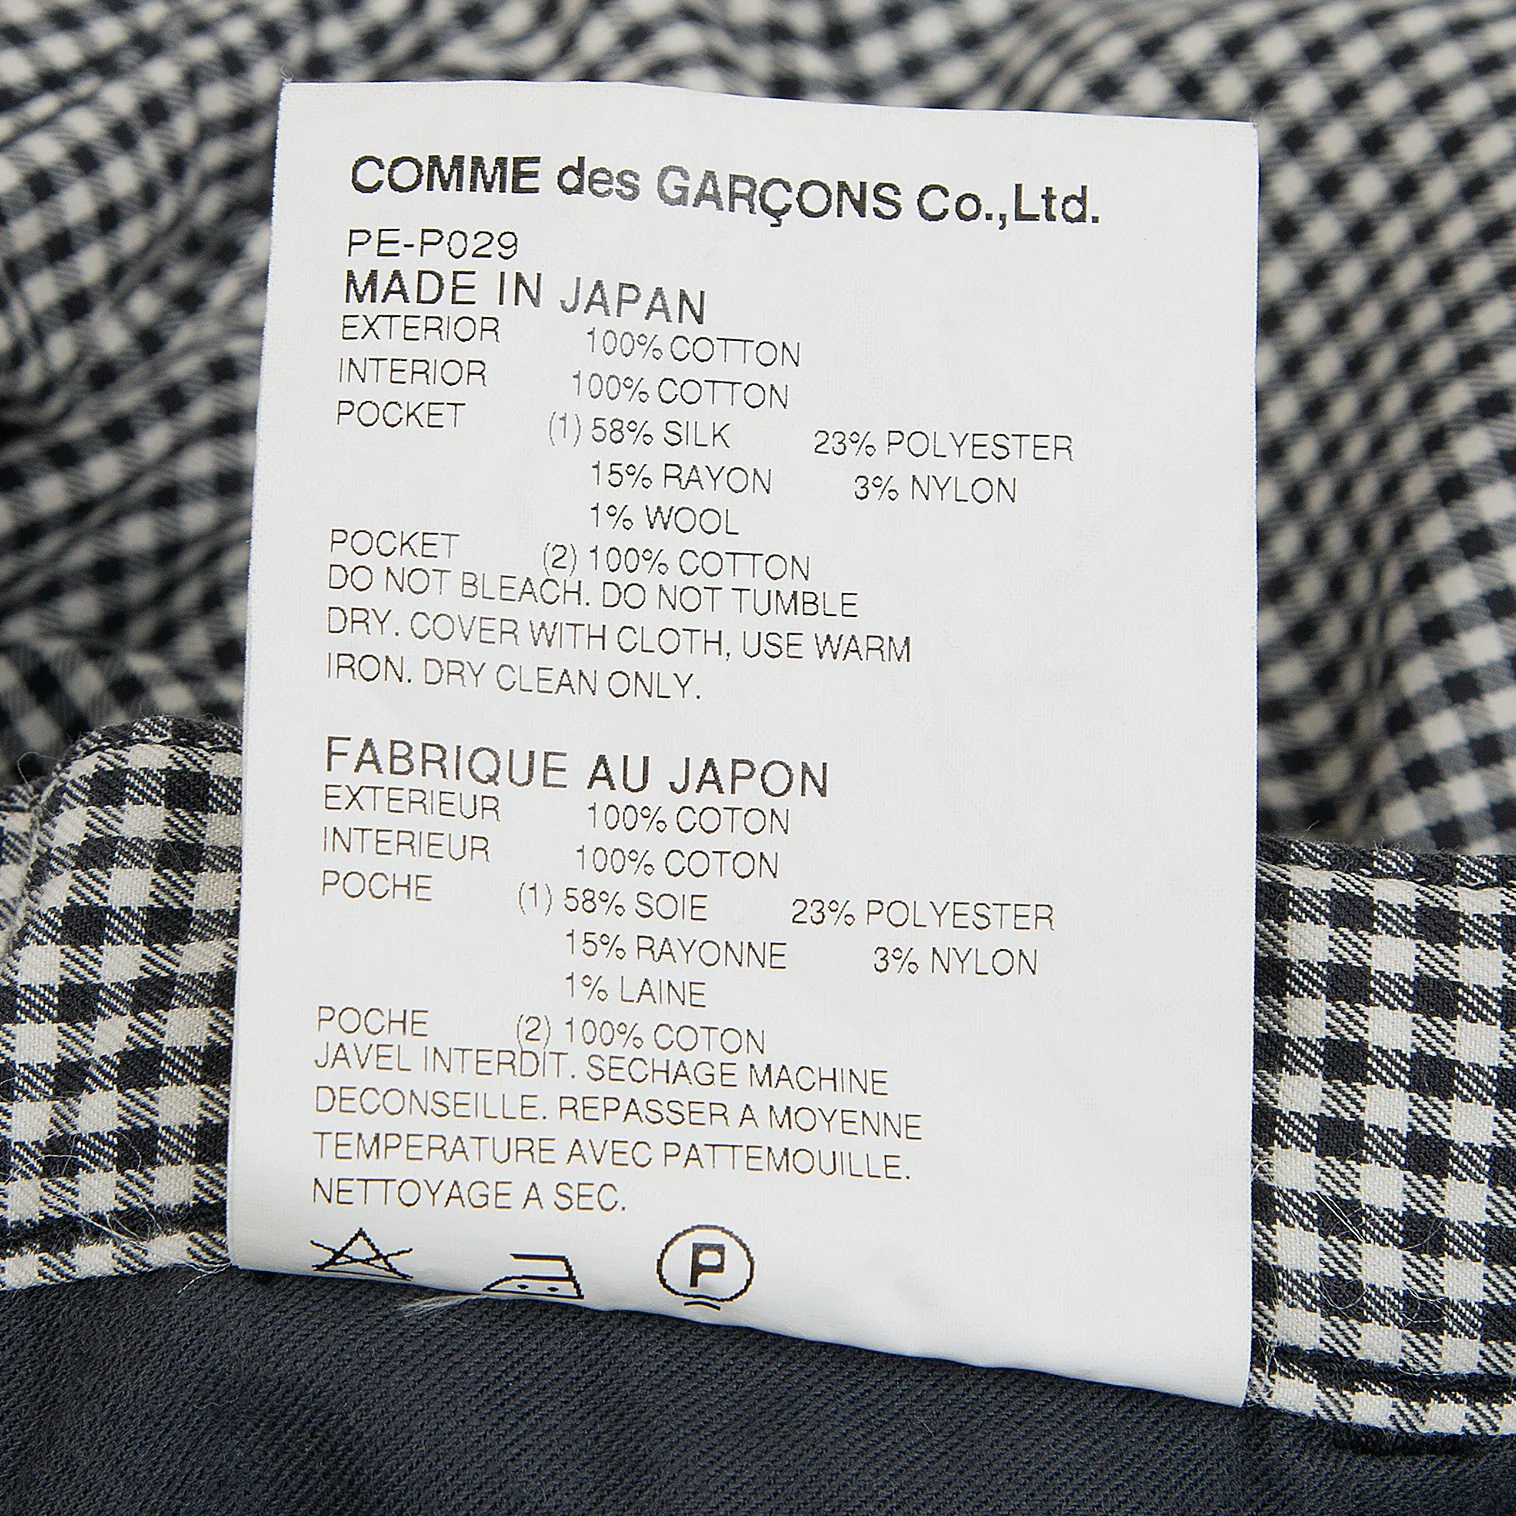 COMME des GARÇONS Co.,Ltd.
PE-P029
MADE IN JAPAN
EXTERIOR 100% COTTON
INTERIOR 100% COTTON
POCKET (1) 58% SILK 23% POLYESTER
15% RAYON 3% NYLON
1% WOOL
POCKET (2) 100% COTTON
DO NOT BLEACH. DO NOT TUMBLE
DRY. COVER WITH CLOTH, USE WARM
IRON. DRY CLEAN ONLY.
FABRIQUE AU JAPON
EXTERIEUR 100% COTON
INTERIEUR 100% COTON
POCHE (1) 58% SOIE 23% POLYESTER
15% RAYONNE 3% NYLON
1% LAINE
POCHE (2) 100% COTON
JAVEL INTERDIT. SECHAGE MACHINE
DECONSEILLE. REPASSER A MOYENNE
TEMPERATURE AVEC PATTEMOUILLE.
NETTOYAGE A SEC.
P